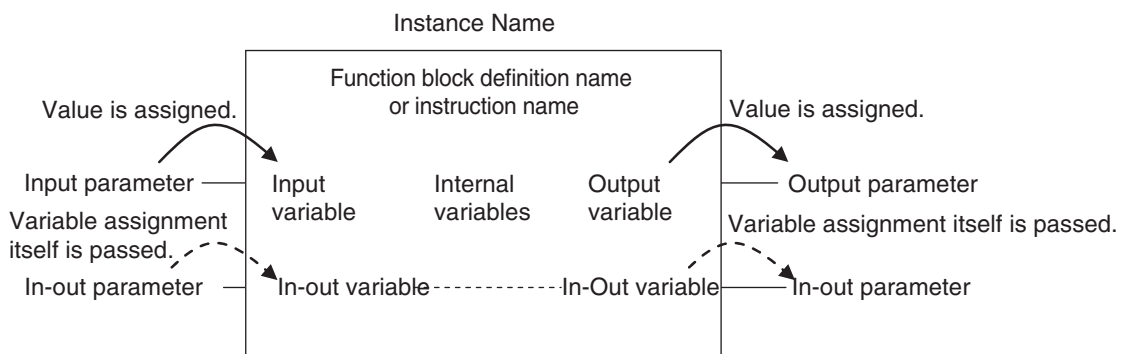 Instance Name
Function block definition name
or instruction name
Value is assigned.
Value is assigned.
Input parameter
Input
variable
Internal
variables
Output
variable
Output parameter
Variable assignment
itself is passed.
Variable assignment itself is passed.
In-out parameter
In-out variable
In-Out variable
In-out parameter